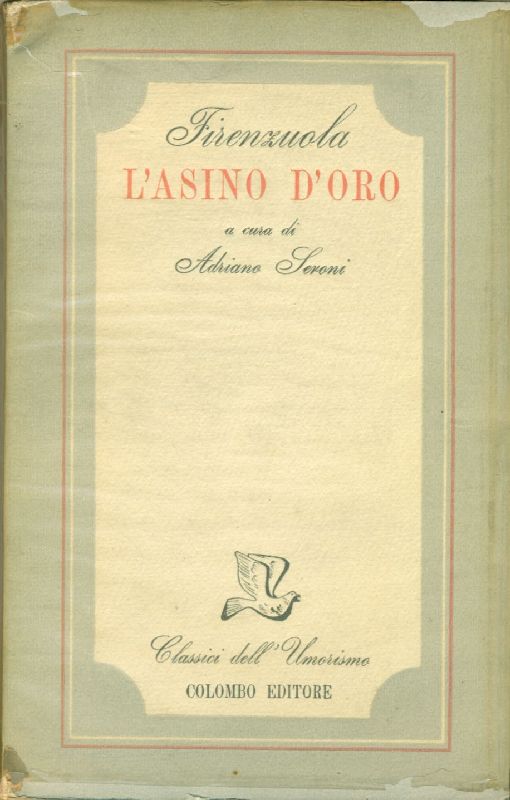 Firenzuola
L'ASINO D'ORO
a cura di
Adriano Seroni
Classici dell'Umorismo
COLOMBO EDITORE